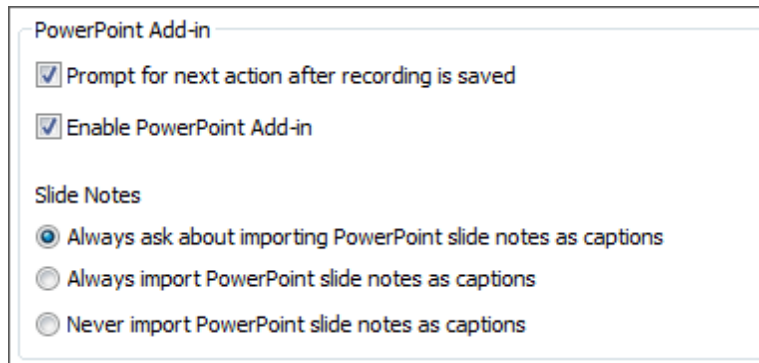 PowerPoint Add-in
Prompt for next action after recording is saved
Enable PowerPoint Add-in
Slide Notes
Always ask about importing PowerPoint slide notes as captions
Always import PowerPoint slide notes as captions
Never import PowerPoint slide notes as captions